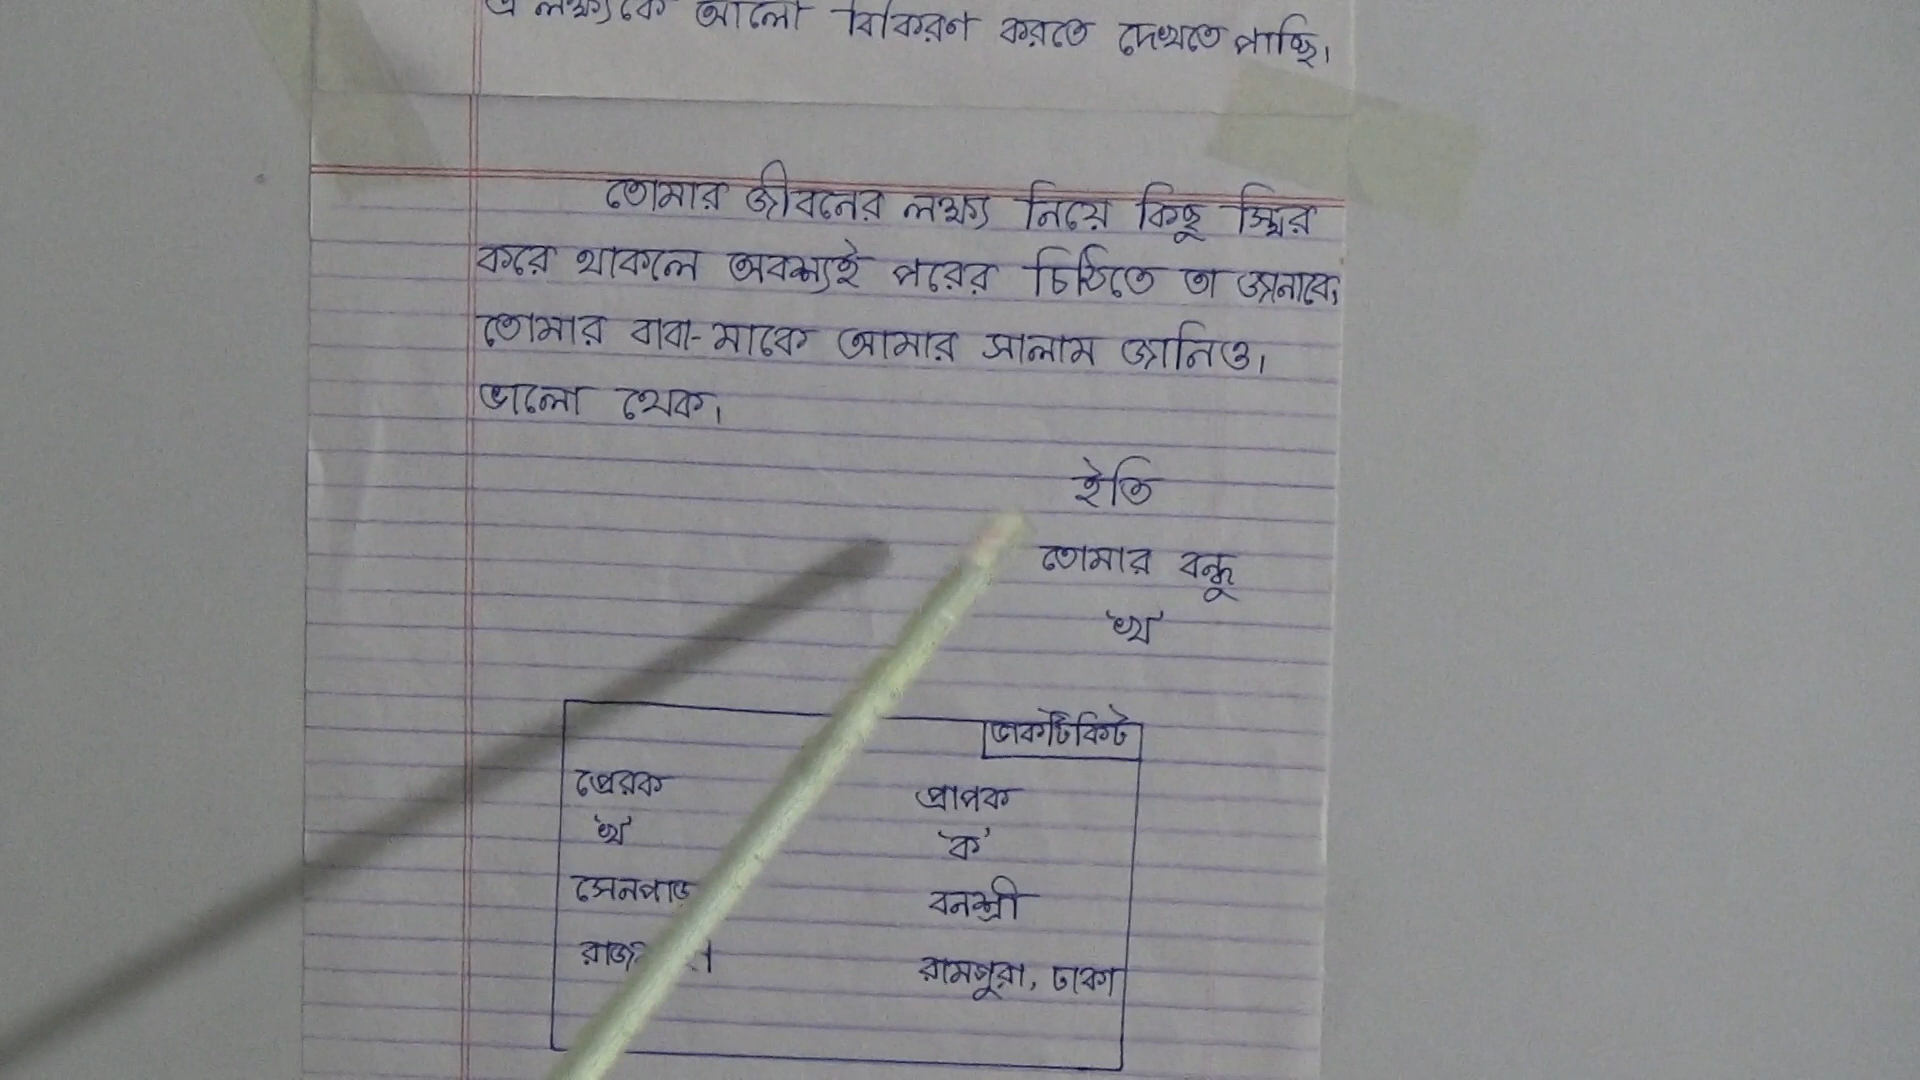 এ লক্ষ্যকে আলো বিকিরণ করতে দেখতে পাচ্ছি।
তোমার জীবনের লক্ষ্য নিয়ে কিছু স্থির
করে থাকলে অবশ্যই পরের চিঠিতে তা জানাবে,
তোমার বাবা-মাকে আমার সালাম জানিও।
ভালো থেক।
ইতি
তোমার বন্ধু
'খ'
ডাকটিকিট
প্রেরক
প্রাপক
'খ'
'ক'
বনশ্রী
রামপুরা, ঢাকা